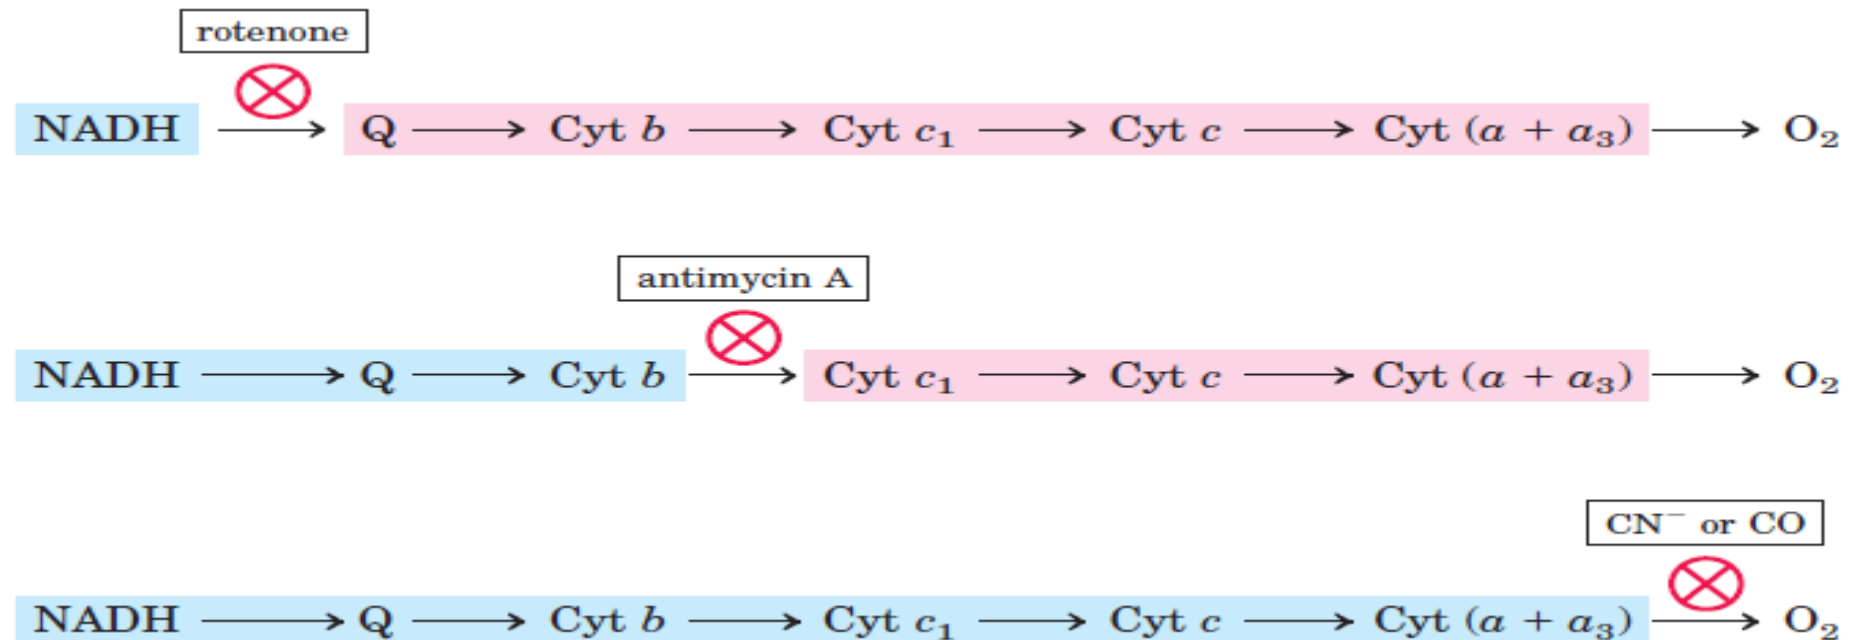 rotenone
NADH → Q → Cyt b → Cyt c₁ → Cyt c → Cyt (a + a₃) → O₂
antimycin A
NADH → Q → Cyt b → Cyt c₁ → Cyt c → Cyt (a + a₃) → O₂
CN⁻ or CO
NADH → Q → Cyt b → Cyt c₁ → Cyt c → Cyt (a + a₃) → O₂